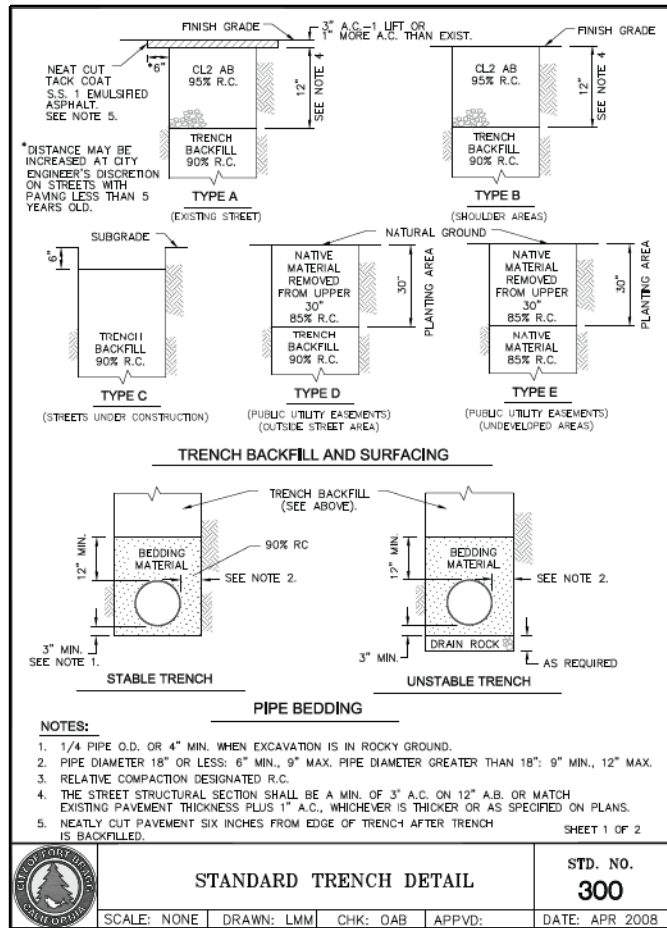 FINISH GRADE
3" A.C.-1 LIFT OR
1" MORE A.C. THAN EXIST.
NEAT CUT
TACK COAT
S.S. 1 EMULSIFIED
ASPHALT.
SEE NOTE 5.
*6"
CL2 AB
95% R.C.
12"
SEE NOTE 4
TRENCH
BACKFILL
90% R.C.
*DISTANCE MAY BE
INCREASED AT CITY
ENGINEER'S DISCRETION
ON STREETS WITH
PAVING LESS THAN 5
YEARS OLD.
TYPE A
(EXISTING STREET)
FINISH GRADE
CL2 AB
95% R.C.
12"
SEE NOTE 4
TRENCH
BACKFILL
90% R.C.
TYPE B
(SHOULDER AREAS)
SUBGRADE
6"
TRENCH
BACKFILL
90% R.C.
TYPE C
(STREETS UNDER CONSTRUCTION)
NATURAL GROUND
NATIVE
MATERIAL
REMOVED
FROM UPPER
30"
85% R.C.
30"
PLANTING AREA
TRENCH
BACKFILL
90% R.C.
TYPE D
(PUBLIC UTILITY EASEMENTS)
(OUTSIDE STREET AREA)
NATIVE
MATERIAL
REMOVED
FROM UPPER
30"
85% R.C.
30"
PLANTING AREA
NATIVE
MATERIAL
85% R.C.
TYPE E
(PUBLIC UTILITY EASEMENTS)
(UNDEVELOPED AREAS)
TRENCH BACKFILL AND SURFACING
TRENCH BACKFILL
(SEE ABOVE).
12" MIN.
90% RC
BEDDING
MATERIAL
SEE NOTE 2.
3" MIN.
SEE NOTE 1.
STABLE TRENCH
12" MIN.
BEDDING
MATERIAL
SEE NOTE 2.
DRAIN ROCK
3" MIN.
AS REQUIRED
UNSTABLE TRENCH
PIPE BEDDING
NOTES:
1. 1/4 PIPE O.D. OR 4" MIN. WHEN EXCAVATION IS IN ROCKY GROUND.
2. PIPE DIAMETER 18" OR LESS: 6" MIN., 9" MAX. PIPE DIAMETER GREATER THAN 18": 9" MIN., 12" MAX.
3. RELATIVE COMPACTION DESIGNATED R.C.
4. THE STREET STRUCTURAL SECTION SHALL BE A MIN. OF 3" A.C. ON 12" A.B. OR MATCH
EXISTING PAVEMENT THICKNESS PLUS 1" A.C., WHICHEVER IS THICKER OR AS SPECIFIED ON PLANS.
5. NEATLY CUT PAVEMENT SIX INCHES FROM EDGE OF TRENCH AFTER TRENCH
IS BACKFILLED.
SHEET 1 OF 2
CITY OF FORT BRAGG
CALIFORNIA
STANDARD TRENCH DETAIL
STD. NO.
300
SCALE: NONE
DRAWN: LMM
CHK: OAB
APPVD:
DATE: APR 2008